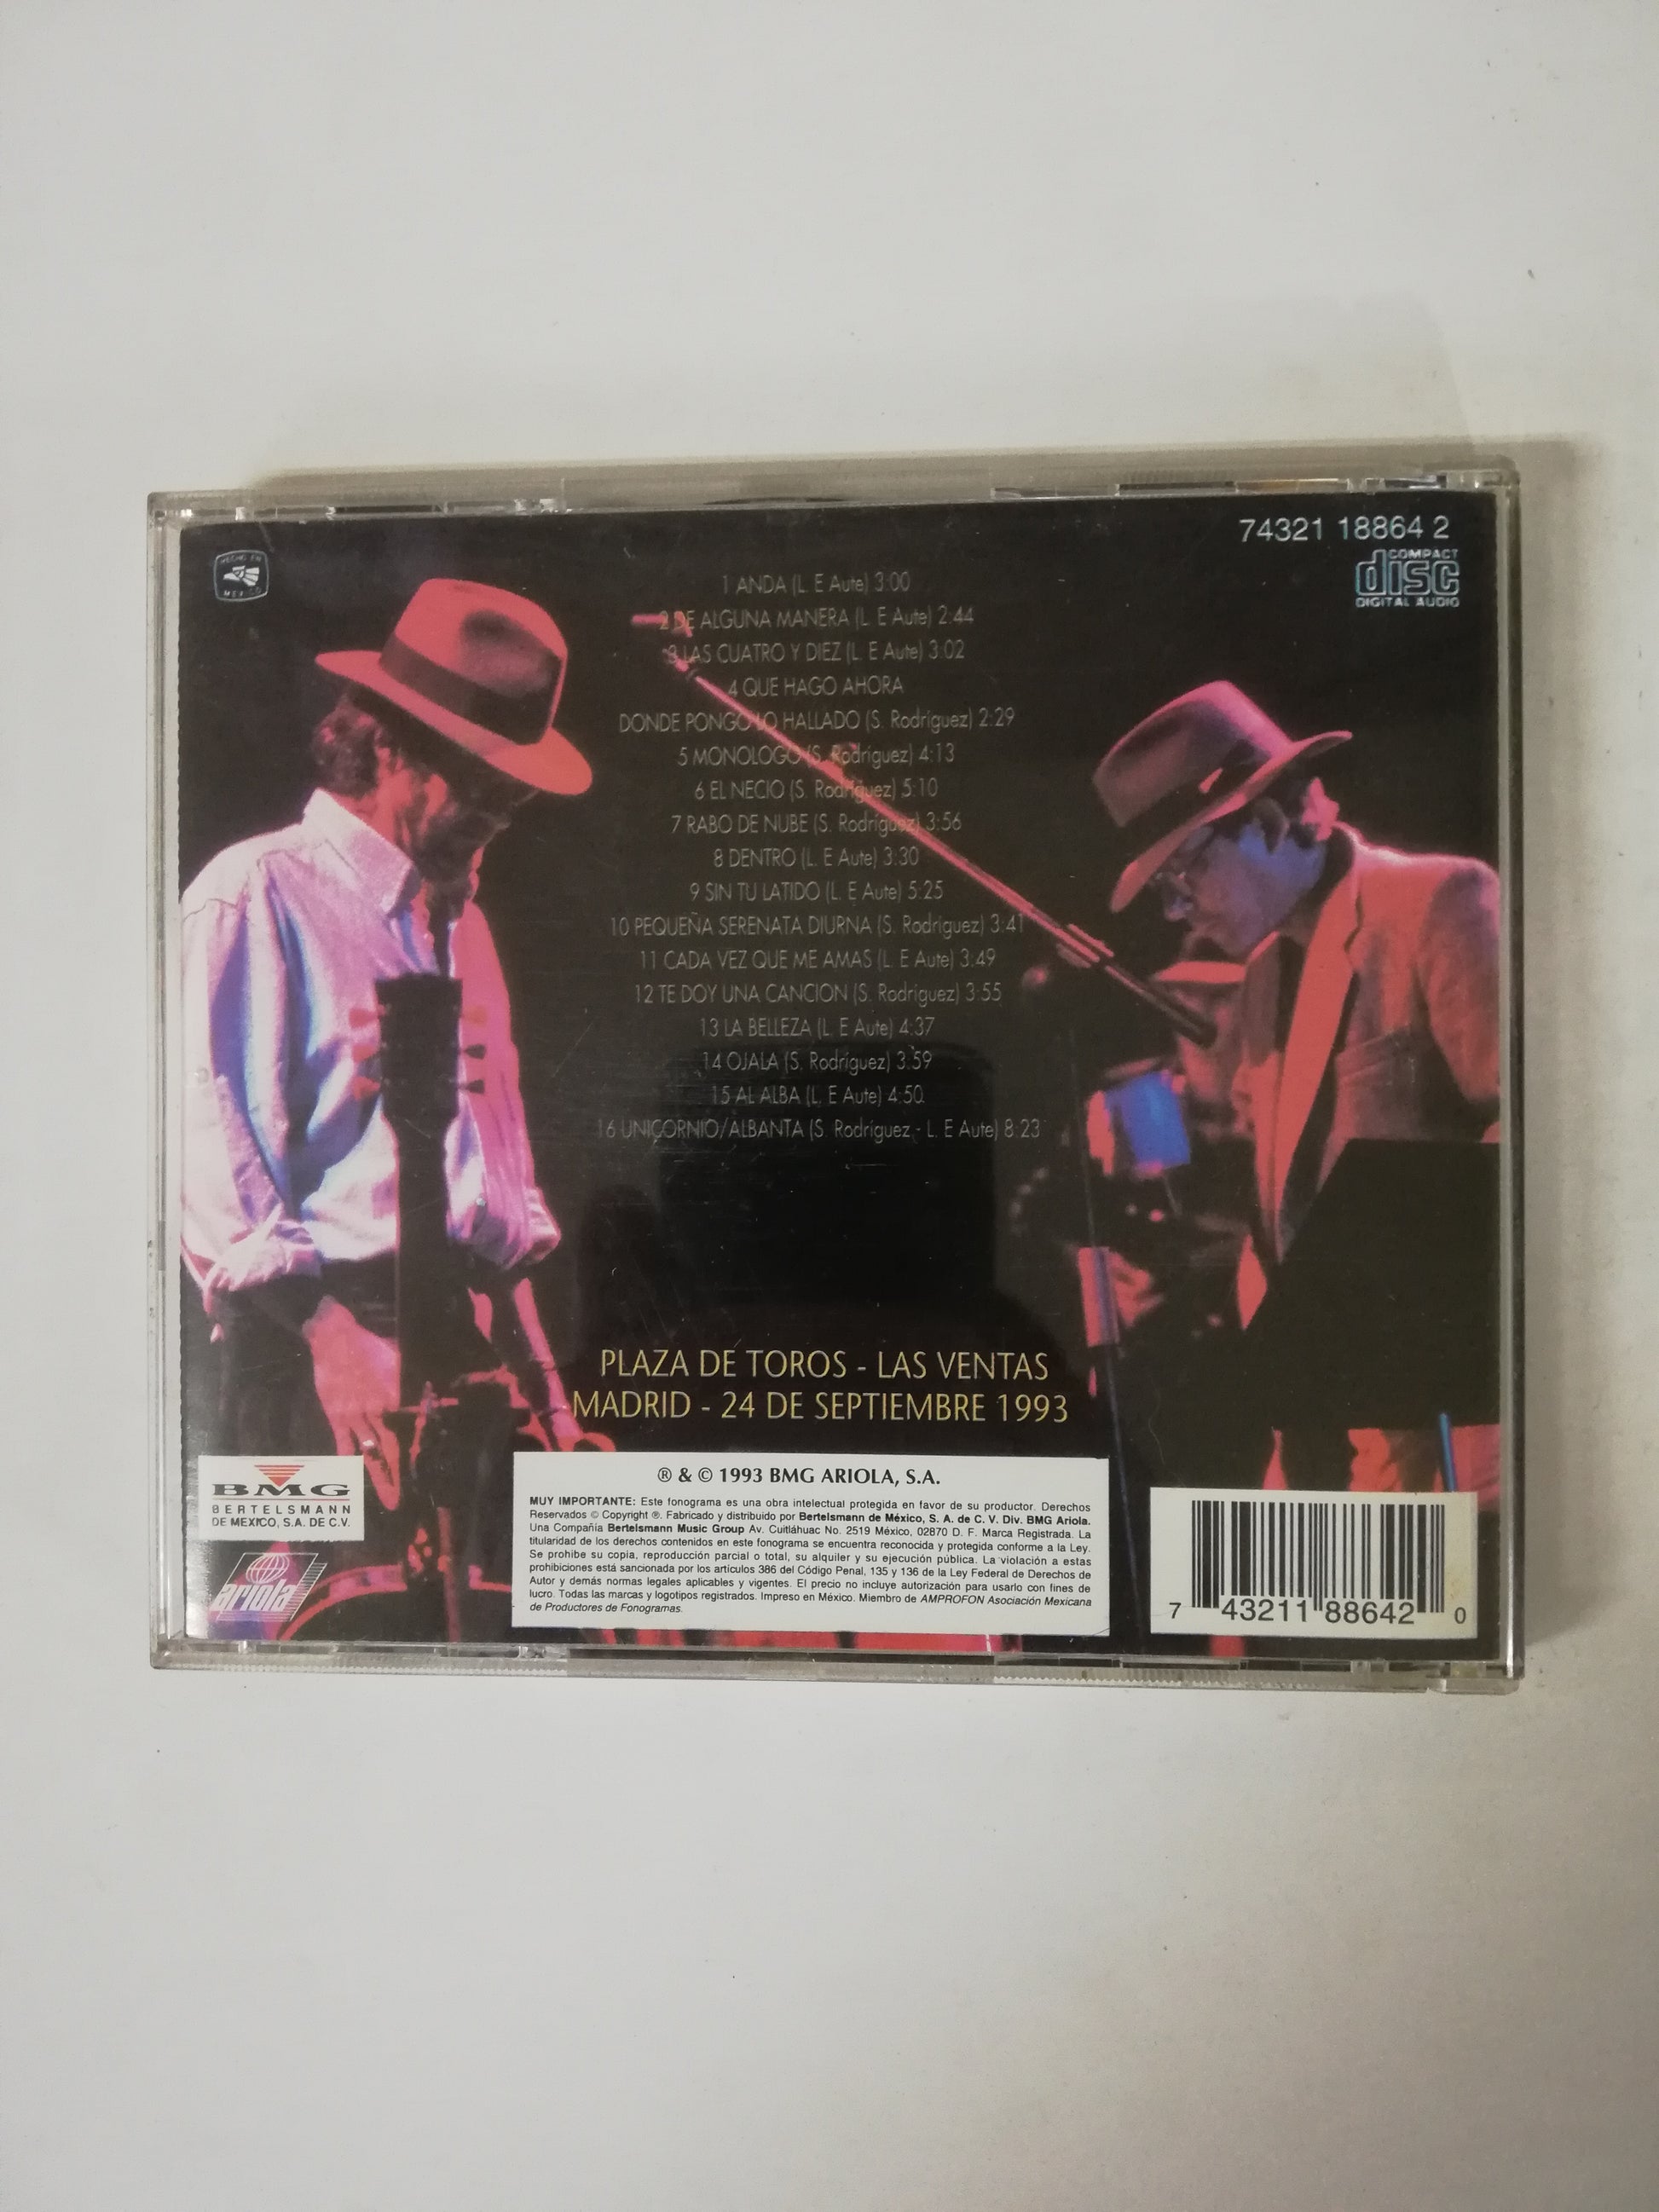 74321 18864 2
HECHO EN
MEXICO
COMPACT
disc
DIGITAL AUDIO
1 ANDA (L. E Aute) 3:00
2 DE ALGUNA MANERA (L. E Aute) 2:44
3 LAS CUATRO Y DIEZ (L. E Aute) 3:02
4 QUE HAGO AHORA
DONDE PONGO LO HALLADO (S. Rodríguez) 2:29
5 MONOLOGO (S. Rodríguez) 4:13
6 EL NECIO (S. Rodríguez) 5:10
7 RABO DE NUBE (S. Rodríguez) 3:56
8 DENTRO (L. E Aute) 3:30
9 SIN TU LATIDO (L. E Aute) 5:25
10 PEQUEÑA SERENATA DIURNA (S. Rodríguez) 3:41
11 CADA VEZ QUE ME AMAS (L. E Aute) 3:49
12 TE DOY UNA CANCION (S. Rodríguez) 3:55
13 LA BELLEZA (L. E Aute) 4:37
14 OJALA (S. Rodríguez) 3:59
15 AL ALBA (L. E Aute) 4:50
16 UNICORNIO/ALBANTA (S. Rodríguez - L. E Aute) 8:23
PLAZA DE TOROS - LAS VENTAS
MADRID - 24 DE SEPTIEMBRE 1993
BMG
BERTELSMANN
DE MEXICO, S.A. DE C.V.
ariola
® & © 1993 BMG ARIOLA, S.A.
MUY IMPORTANTE: Este fonograma es una obra intelectual protegida en favor de su productor. Derechos
Reservados © Copyright ®. Fabricado y distribuido por Bertelsmann de México, S. A. de C. V. Div. BMG Ariola.
Una Compañía Bertelsmann Music Group Av. Cuitláhuac No. 2519 México, 02870 D. F. Marca Registrada. La
titularidad de los derechos contenidos en este fonograma se encuentra reconocida y protegida conforme a la Ley.
Se prohibe su copia, reproducción parcial o total, su alquiler y su ejecución pública. La violación a estas
prohibiciones está sancionada por los artículos 386 del Código Penal, 135 y 136 de la Ley Federal de Derechos de
Autor y demás normas legales aplicables y vigentes. El precio no incluye autorización para usarlo con fines de
lucro. Todas las marcas y logotipos registrados. Impreso en México. Miembro de AMPROFON Asociación Mexicana
de Productores de Fonogramas.
7 43211 88642 0